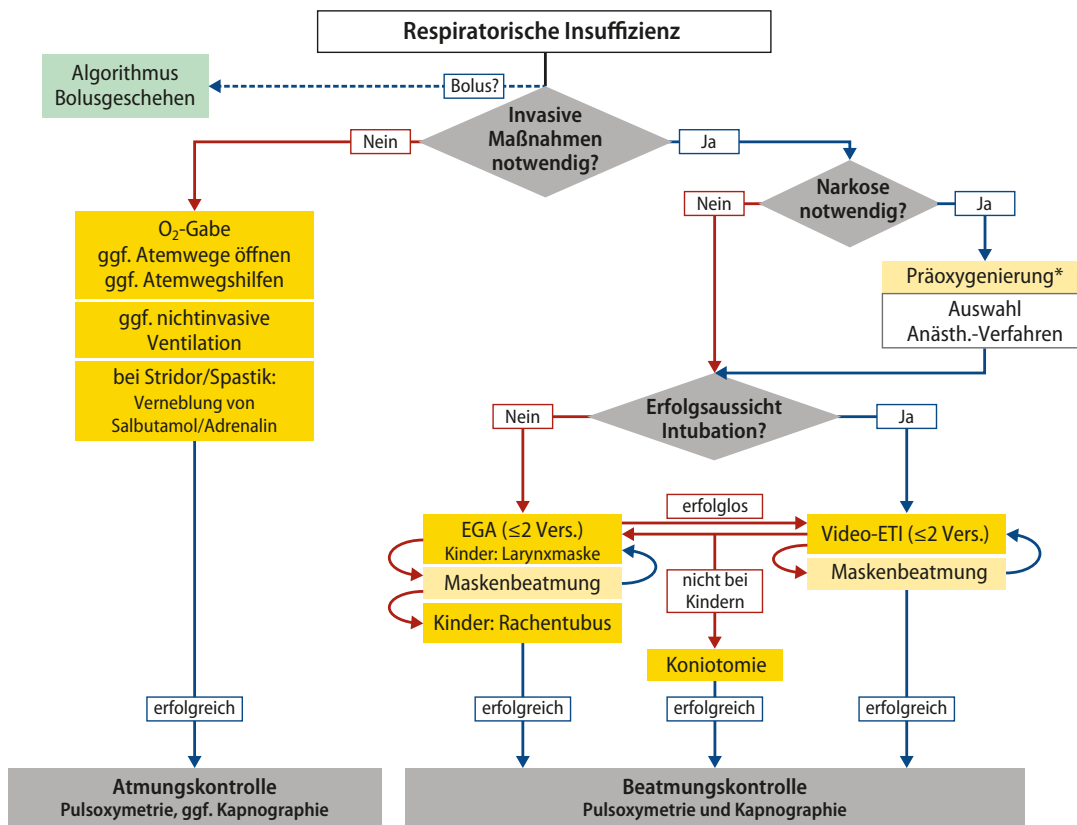 Respiratorische Insuffizienz
Algorithmus
Bolusgeschehen
Bolus?
Invasive
Maßnahmen
notwendig?
Nein
Ja
Narkose
notwendig?
Nein
Ja
O₂-Gabe
ggf. Atemwege öffnen
ggf. Atemwegshilfen
ggf. nichtinvasive
Ventilation
bei Stridor/Spastik:
Verneblung von
Salbutamol/Adrenalin
Präoxygenierung*
Auswahl
Anästh.-Verfahren
Erfolgsaussicht
Intubation?
Nein
Ja
EGA (≤2 Vers.)
Kinder: Larynxmaske
Maskenbeatmung
Kinder: Rachentubus
erfolglos
nicht bei
Kindern
Koniotomie
Video-ETI (≤2 Vers.)
Maskenbeatmung
erfolgreich
erfolgreich
erfolgreich
erfolgreich
Atmungskontrolle
Pulsoxymetrie, ggf. Kapnographie
Beatmungskontrolle
Pulsoxymetrie und Kapnographie